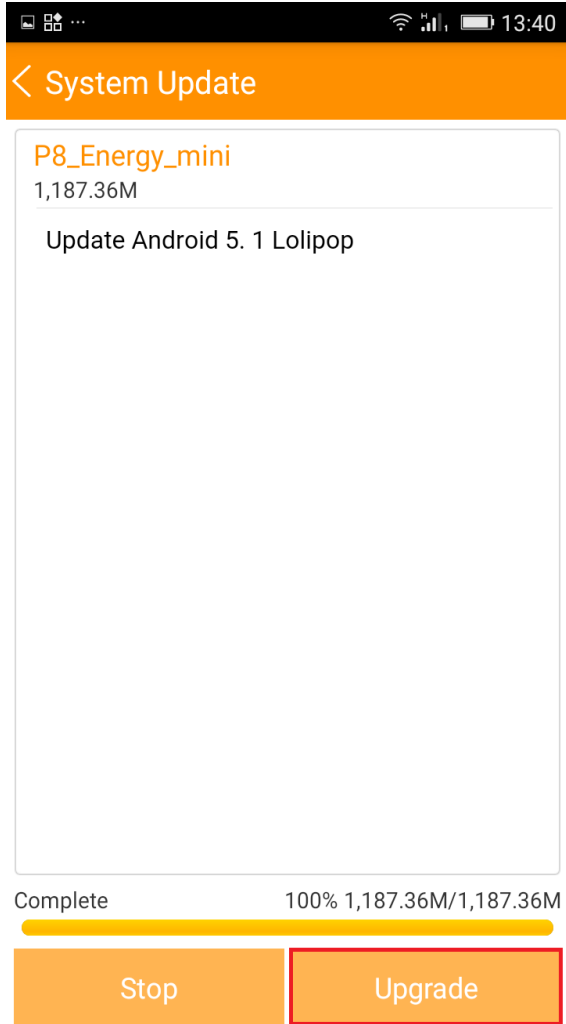 13:40
System Update
P8_Energy_mini
1,187.36M
Update Android 5. 1 Lolipop
Complete 100% 1,187.36M/1,187.36M
Stop Upgrade